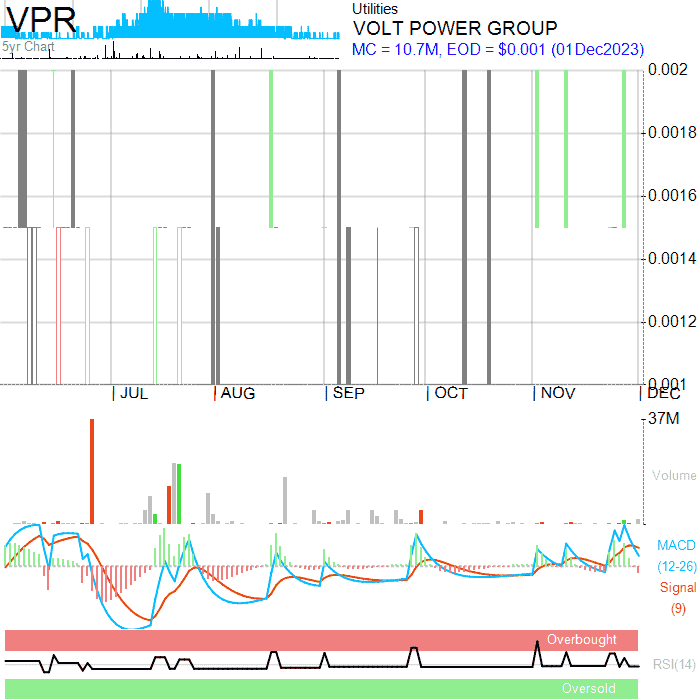 VPR
5yr Chart
Utilities
VOLT POWER GROUP
MC = 10.7M, EOD = $0.001 (01Dec2023)
0.002
0.0018
0.0016
0.0014
0.0012
0.001
JUL
AUG
SEP
OCT
NOV
DEC
37M
Volume
MACD
(12-26)
Signal
(9)
Overbought
RSI(14)
Oversold